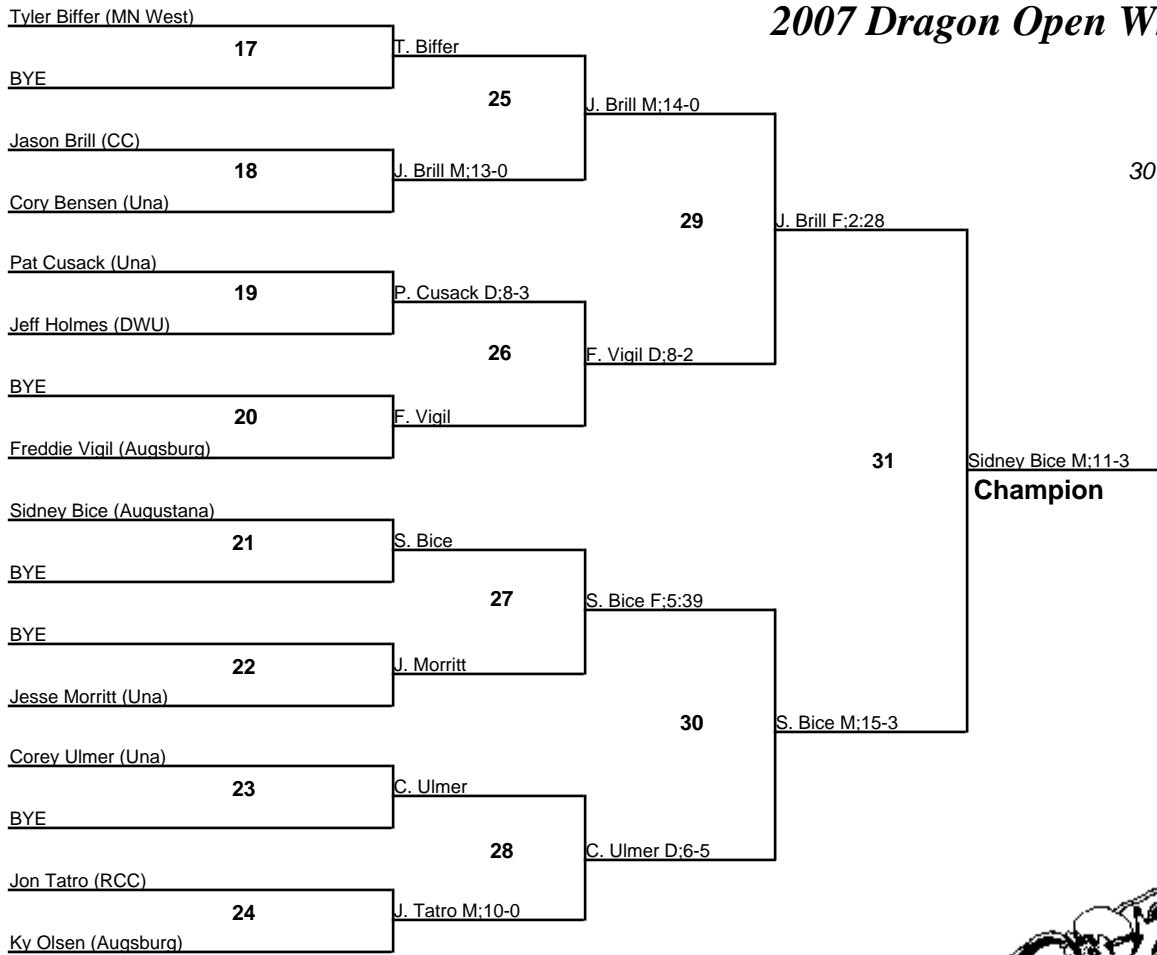 2007 Dragon Open
Tyler Biffer (MN West)
17
T. Biffer
BYE
25
J. Brill M;14-0
Jason Brill (CC)
18
J. Brill M;13-0
30
Cory Bensen (Una)
29
J. Brill F;2:28
Pat Cusack (Una)
19
P. Cusack D;8-3
Jeff Holmes (DWU)
26
F. Vigil D;8-2
BYE
20
F. Vigil
Freddie Vigil (Augsburg)
31
Sidney Bice M;11-3
Champion
Sidney Bice (Augustana)
21
S. Bice
BYE
27
S. Bice F;5:39
BYE
22
J. Morritt
Jesse Morritt (Una)
30
S. Bice M;15-3
Corey Ulmer (Una)
23
C. Ulmer
BYE
28
C. Ulmer D;6-5
Jon Tatro (RCC)
24
J. Tatro M;10-0
Ky Olsen (Augsburg)